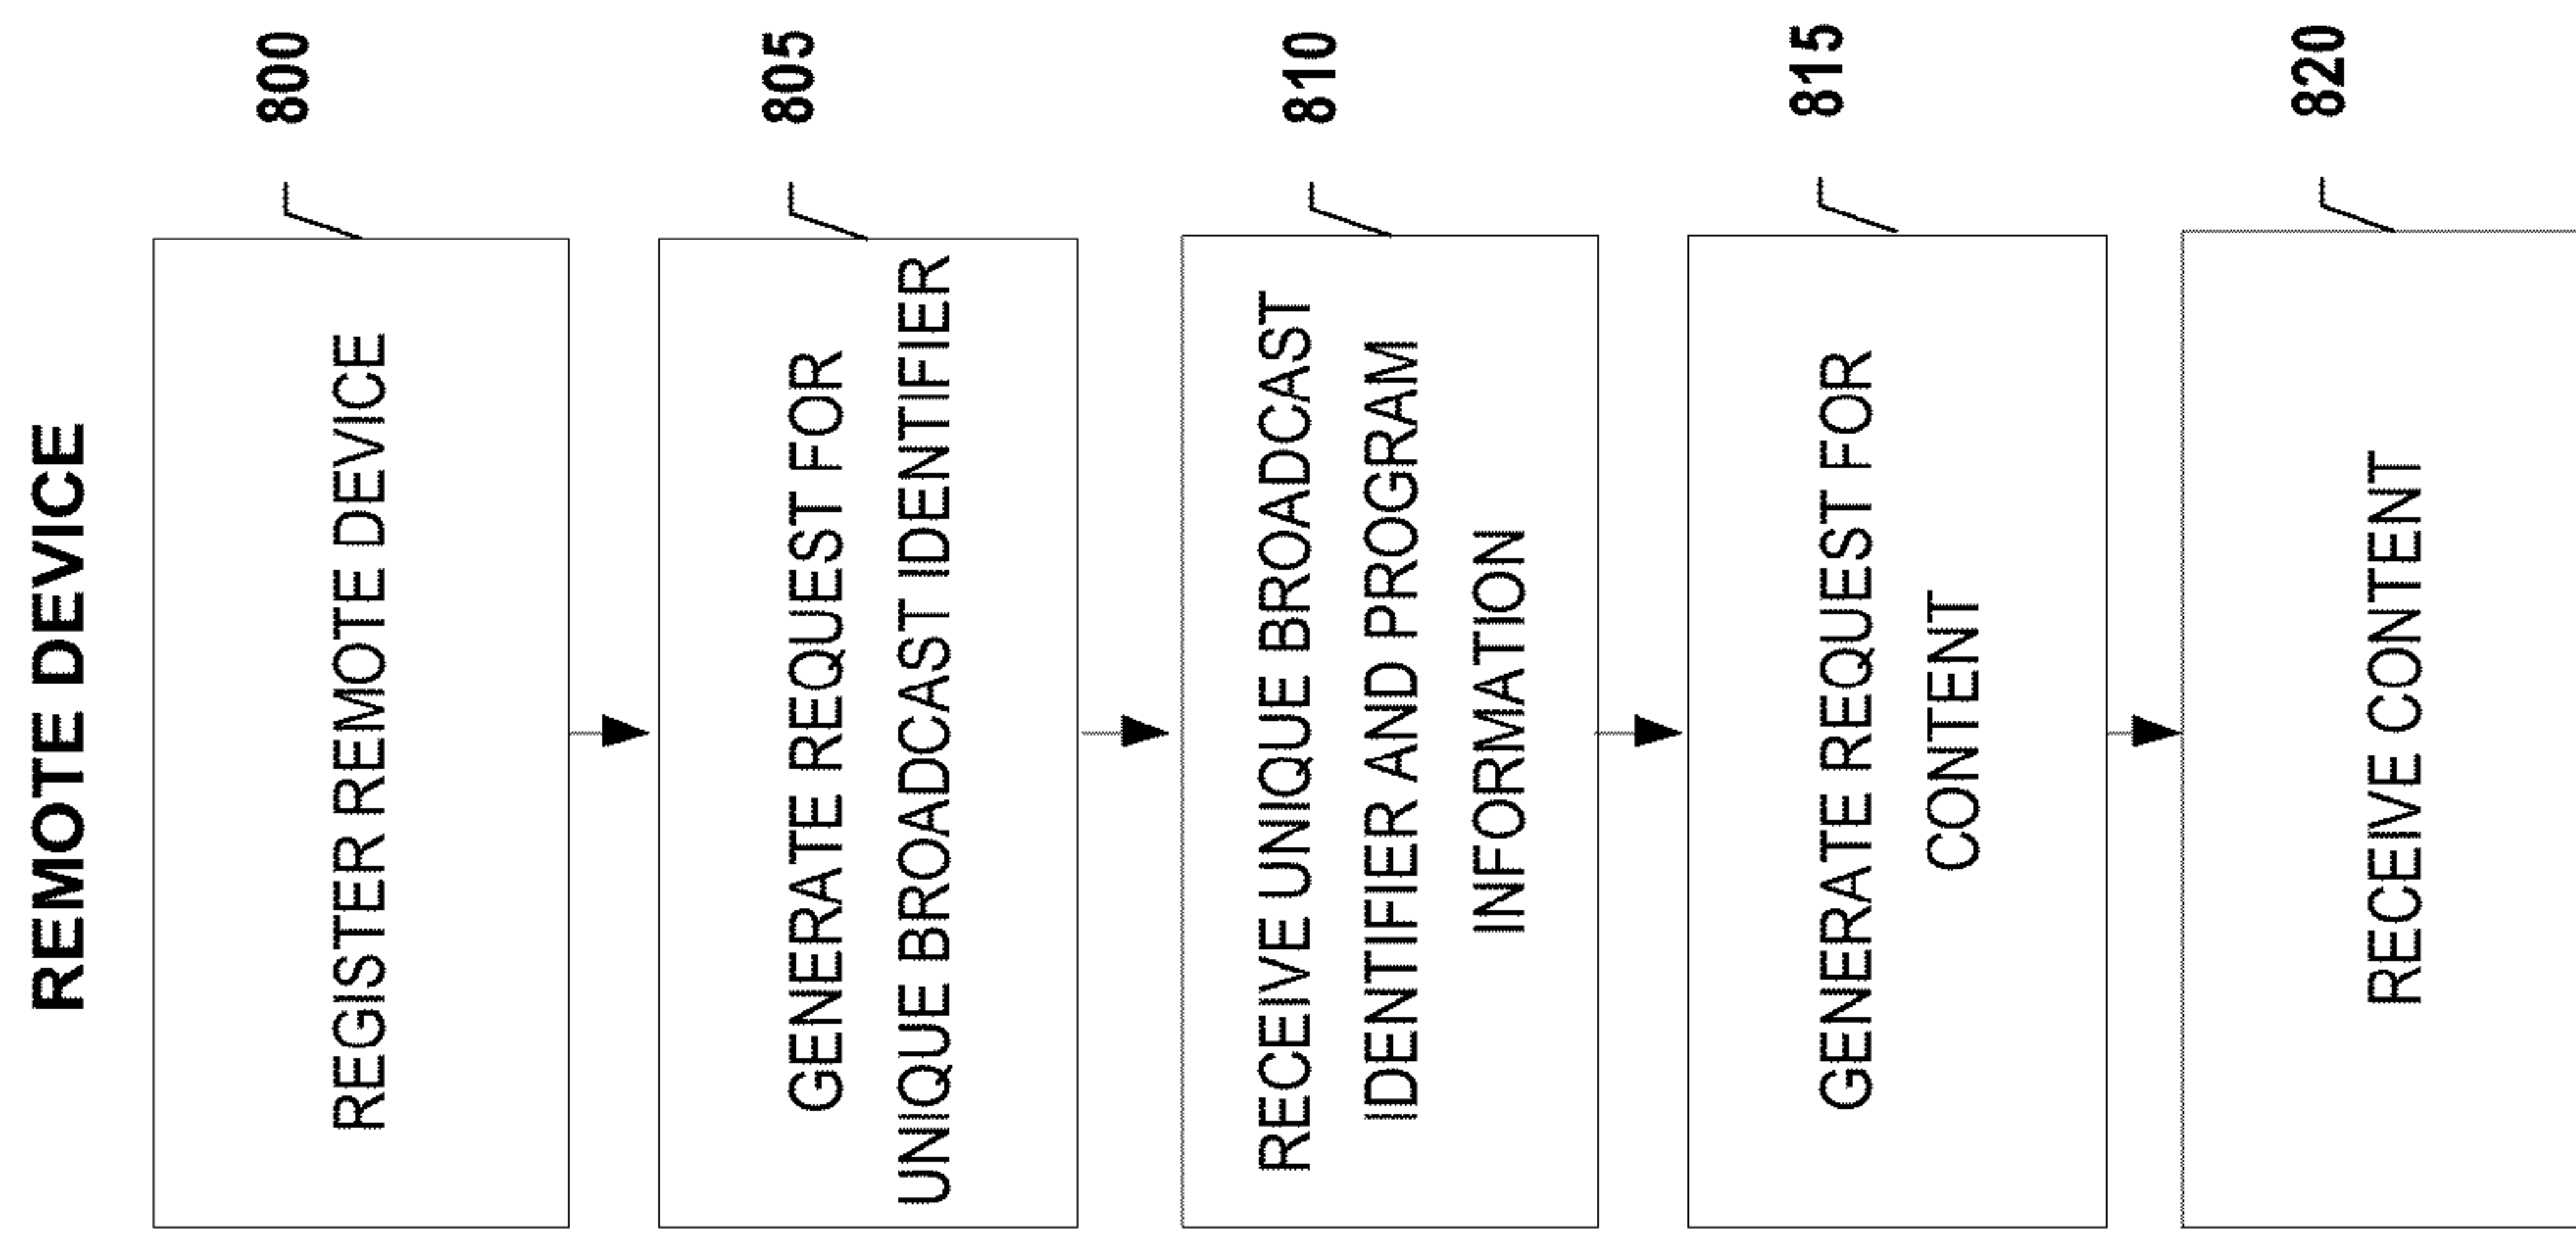 REMOTE DEVICE
800
REGISTER REMOTE DEVICE
805
GENERATE REQUEST FOR
UNIQUE BROADCAST IDENTIFIER
810
RECEIVE UNIQUE BROADCAST
IDENTIFIER AND PROGRAM
INFORMATION
815
GENERATE REQUEST FOR
CONTENT
820
RECEIVE CONTENT